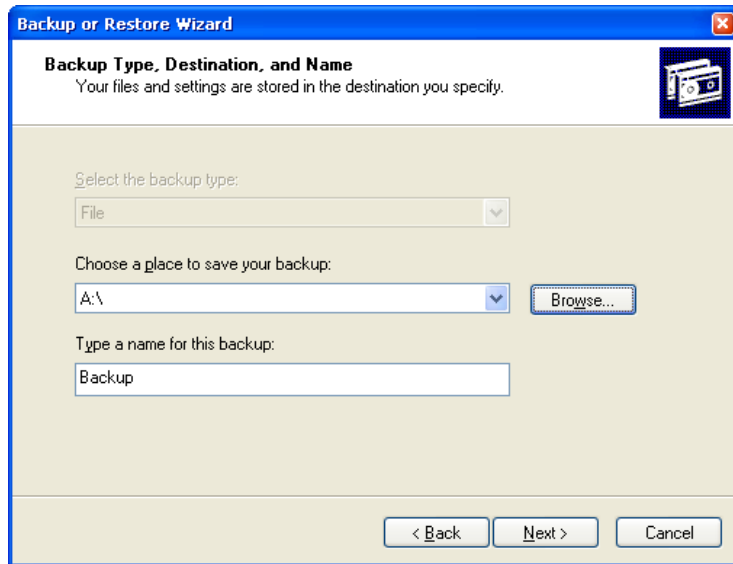 Backup or Restore Wizard
Backup Type, Destination, and Name
Your files and settings are stored in the destination you specify.
Select the backup type:
File
Choose a place to save your backup:
A:\
Browse...
Type a name for this backup:
Backup
< Back
Next >
Cancel